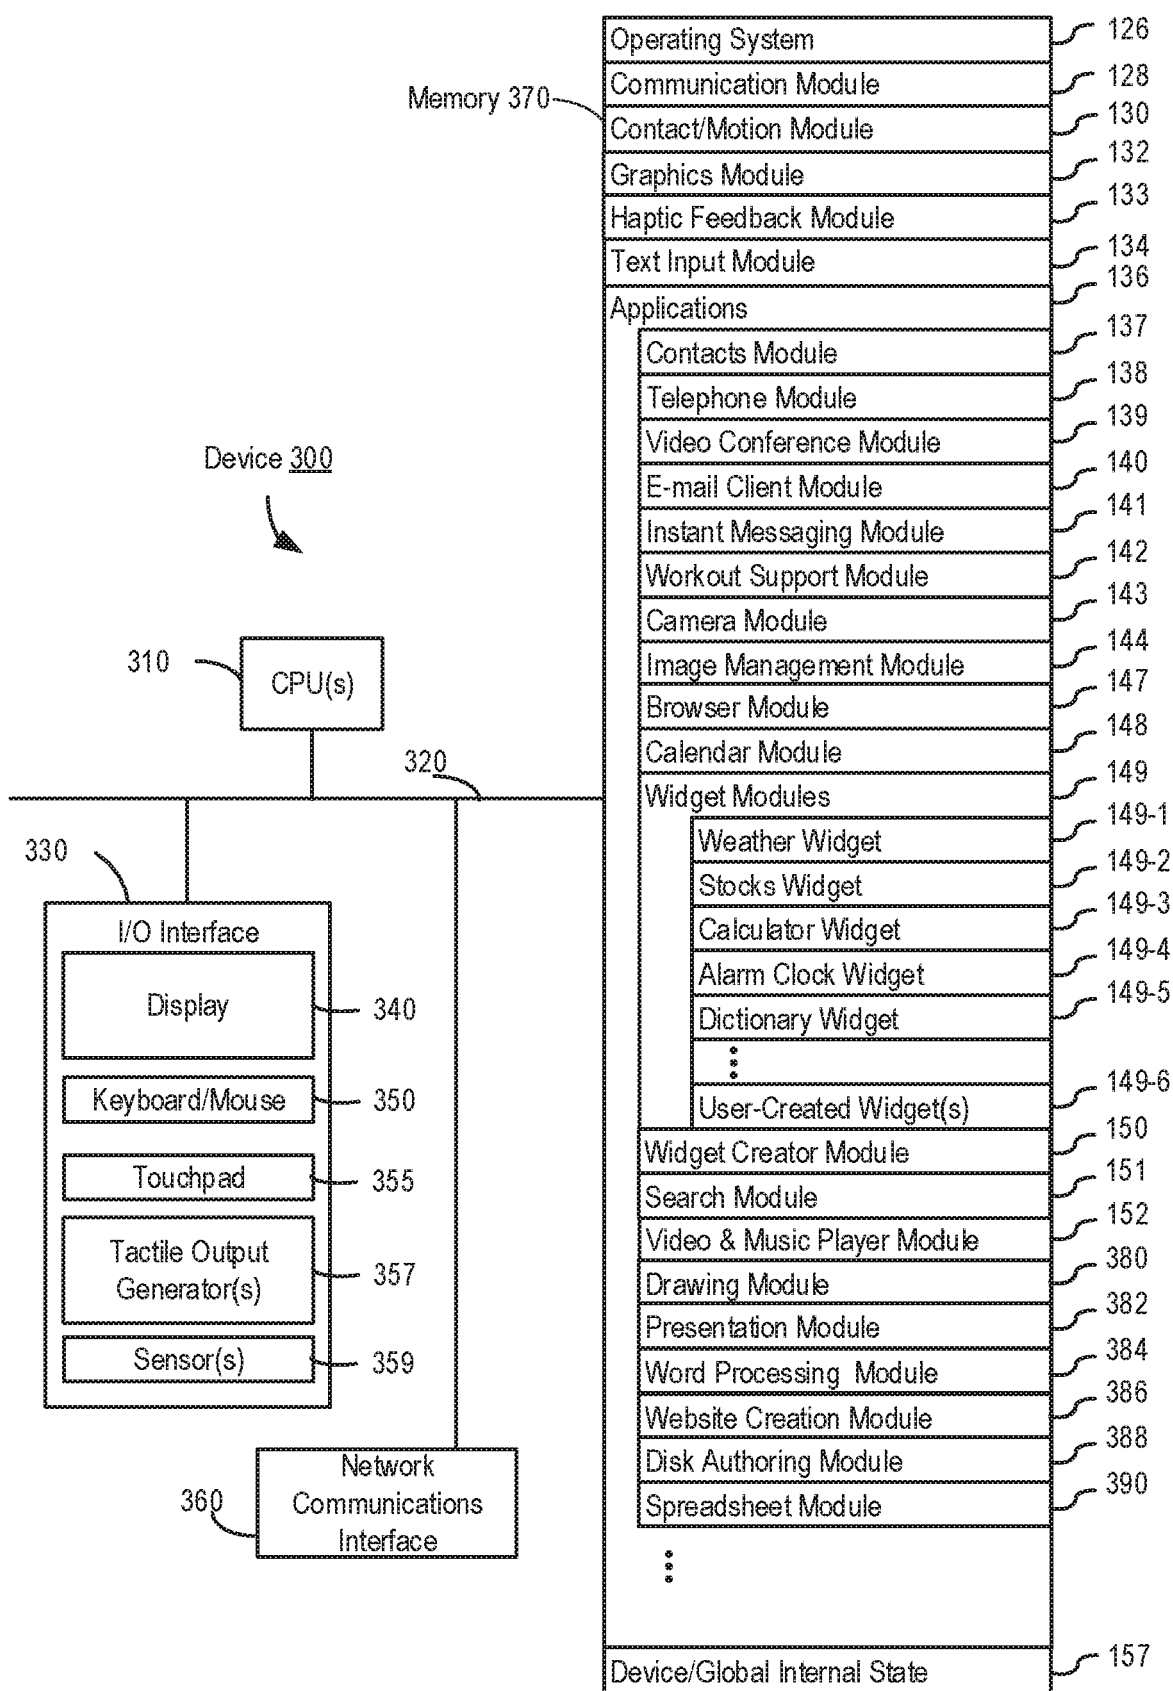 Operating System 126
Communication Module 128
Memory 370
Contact/Motion Module 130
Graphics Module 132
Haptic Feedback Module 133
Text Input Module 134
Applications 136
Contacts Module 137
Telephone Module 138
Video Conference Module 139
E-mail Client Module 140
Instant Messaging Module 141
Workout Support Module 142
Camera Module 143
Image Management Module 144
Browser Module 147
Calendar Module 148
Widget Modules 149
Weather Widget 149-1
Stocks Widget 149-2
Calculator Widget 149-3
Alarm Clock Widget 149-4
Dictionary Widget 149-5
User-Created Widget(s) 149-6
Widget Creator Module 150
Search Module 151
Video & Music Player Module 152
Drawing Module 380
Presentation Module 382
Word Processing Module 384
Website Creation Module 386
Disk Authoring Module 388
Spreadsheet Module 390
Device/Global Internal State 157
Device 300
310
CPU(s)
320
330
I/O Interface
Display 340
Keyboard/Mouse 350
Touchpad 355
Tactile Output
Generator(s) 357
Sensor(s) 359
360
Network
Communications
Interface